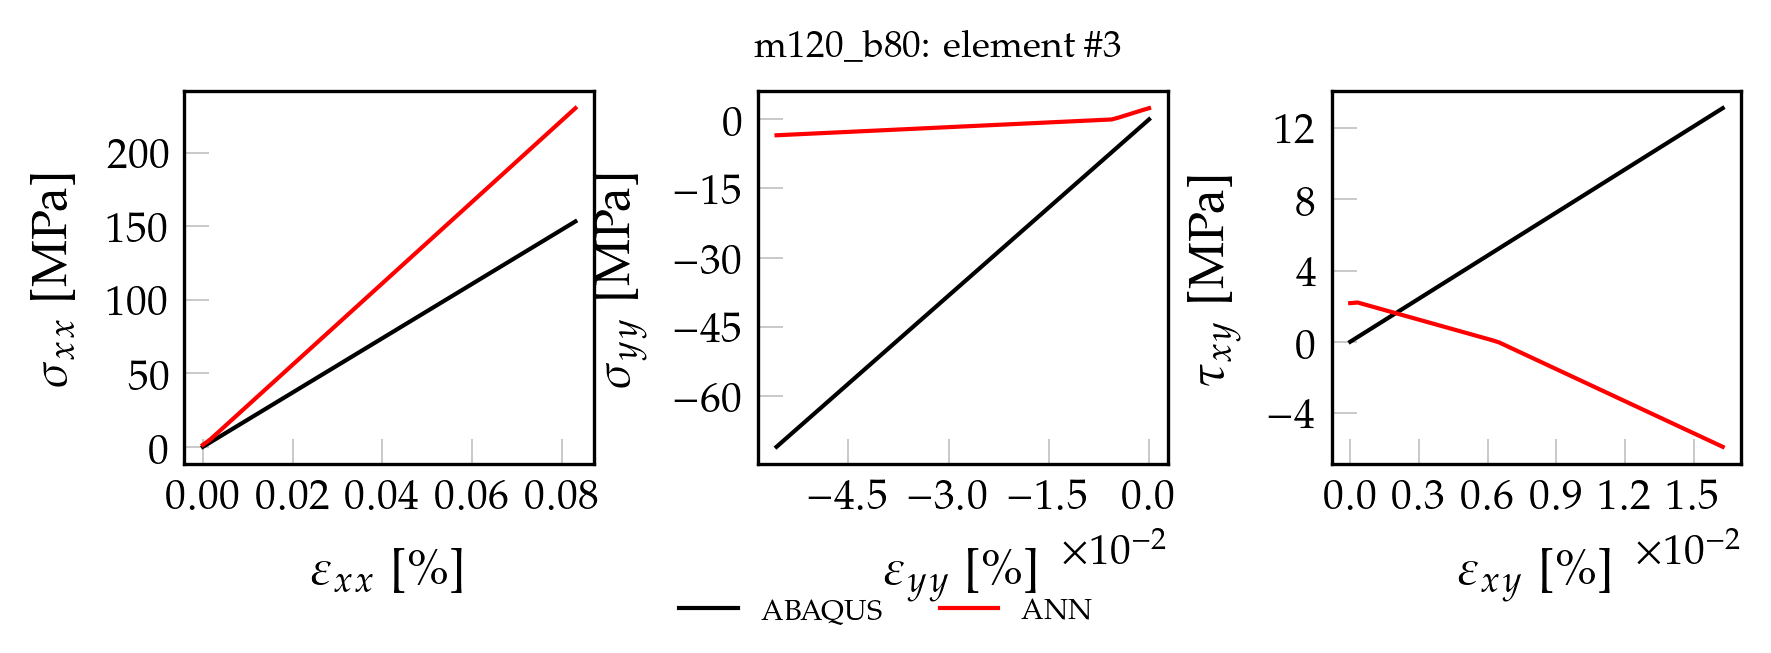 m120_b80: element #3
σxx [MPa]
200
150
100
50
0
0.00 0.02 0.04 0.06 0.08
εxx [%]
σyy [MPa]
0
−15
−30
−45
−60
−4.5 −3.0 −1.5 0.0
×10−2
εyy [%]
τxy [MPa]
12
8
4
0
−4
0.0 0.3 0.6 0.9 1.2 1.5
×10−2
εxy [%]
ABAQUS ANN